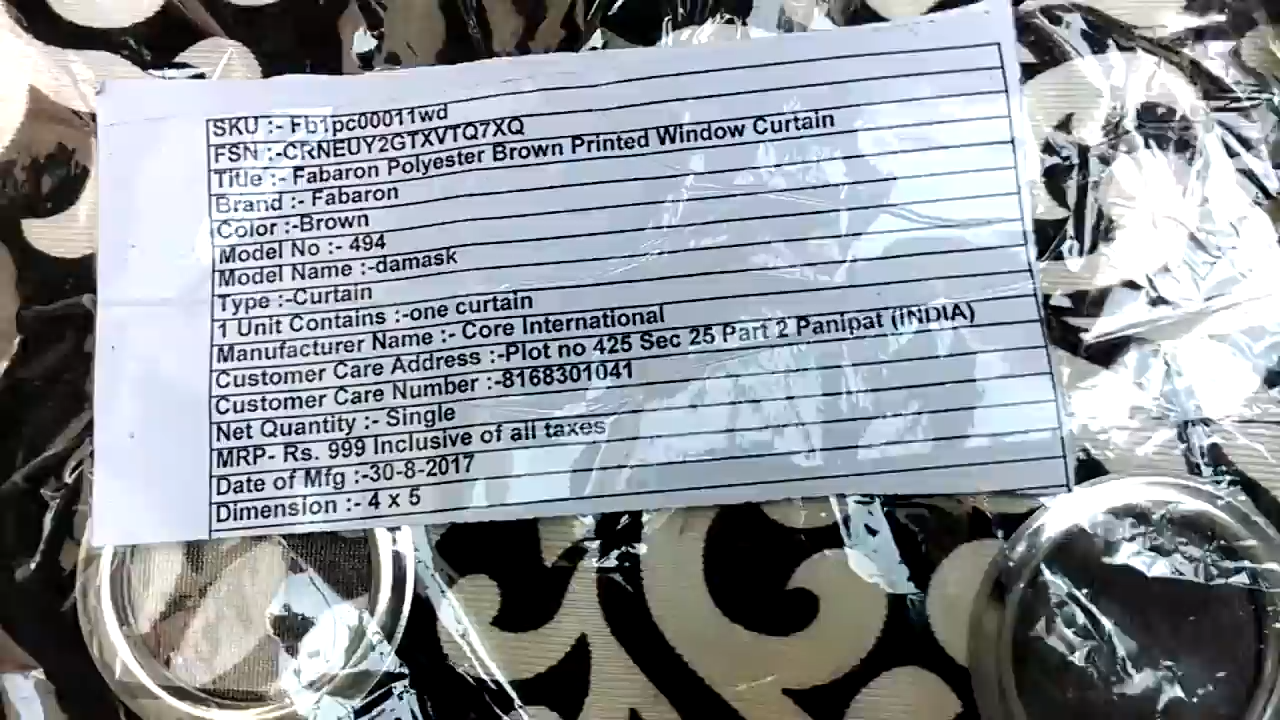 SKU :- Fb1pc00011wd
FSN :-CRNEUY2GTXVTQ7XQ
Title :- Fabaron Polyester Brown Printed Window Curtain
Brand :- Fabaron
Color :-Brown
Model No :- 494
Model Name :-damask
Type :-Curtain
1 Unit Contains :-one curtain
Manufacturer Name :- Core International
Customer Care Address :-Plot no 425 Sec 25 Part 2 Panipat (INDIA)
Customer Care Number :-8168301041
Net Quantity :- Single
MRP- Rs. 999 Inclusive of all taxes
Date of Mfg :-30-8-2017
Dimension :- 4 x 5